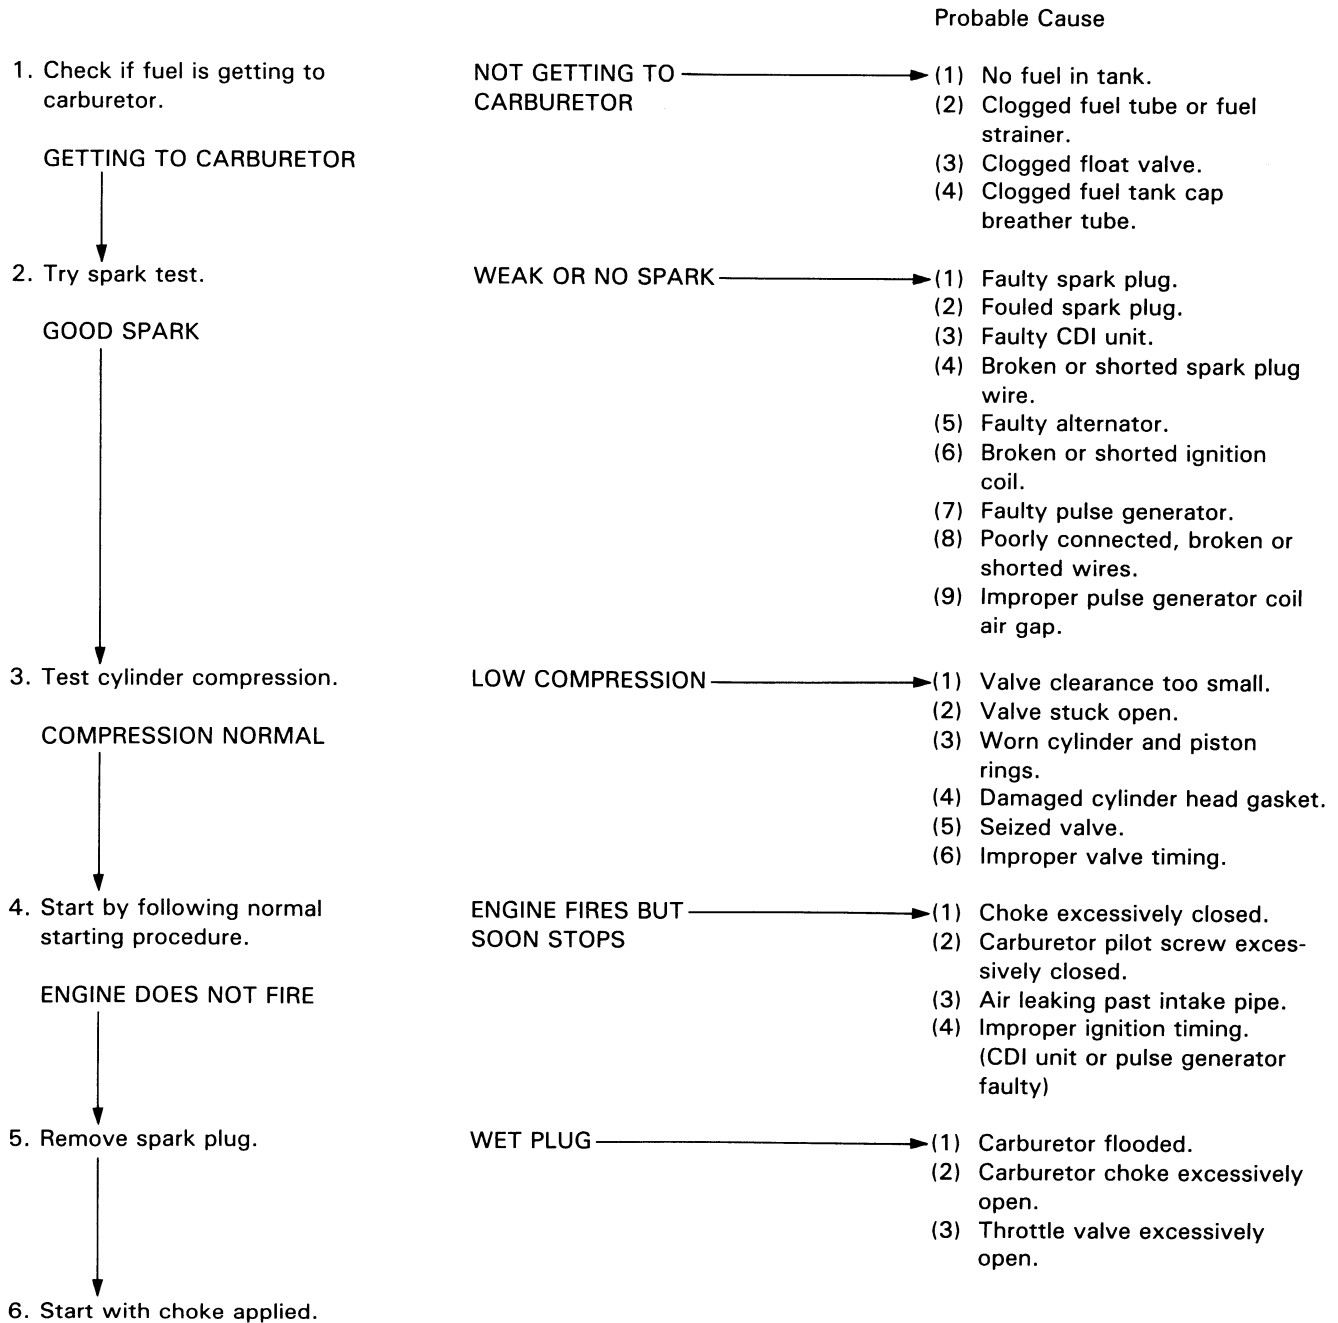 Probable Cause
1. Check if fuel is getting to
carburetor.
GETTING TO CARBURETOR
NOT GETTING TO
CARBURETOR
(1) No fuel in tank.
(2) Clogged fuel tube or fuel
strainer.
(3) Clogged float valve.
(4) Clogged fuel tank cap
breather tube.
2. Try spark test.
GOOD SPARK
WEAK OR NO SPARK
(1) Faulty spark plug.
(2) Fouled spark plug.
(3) Faulty CDI unit.
(4) Broken or shorted spark plug
wire.
(5) Faulty alternator.
(6) Broken or shorted ignition
coil.
(7) Faulty pulse generator.
(8) Poorly connected, broken or
shorted wires.
(9) Improper pulse generator coil
air gap.
3. Test cylinder compression.
COMPRESSION NORMAL
LOW COMPRESSION
(1) Valve clearance too small.
(2) Valve stuck open.
(3) Worn cylinder and piston
rings.
(4) Damaged cylinder head gasket.
(5) Seized valve.
(6) Improper valve timing.
4. Start by following normal
starting procedure.
ENGINE DOES NOT FIRE
ENGINE FIRES BUT
SOON STOPS
(1) Choke excessively closed.
(2) Carburetor pilot screw exces-
sively closed.
(3) Air leaking past intake pipe.
(4) Improper ignition timing.
(CDI unit or pulse generator
faulty)
5. Remove spark plug.
WET PLUG
(1) Carburetor flooded.
(2) Carburetor choke excessively
open.
(3) Throttle valve excessively
open.
6. Start with choke applied.